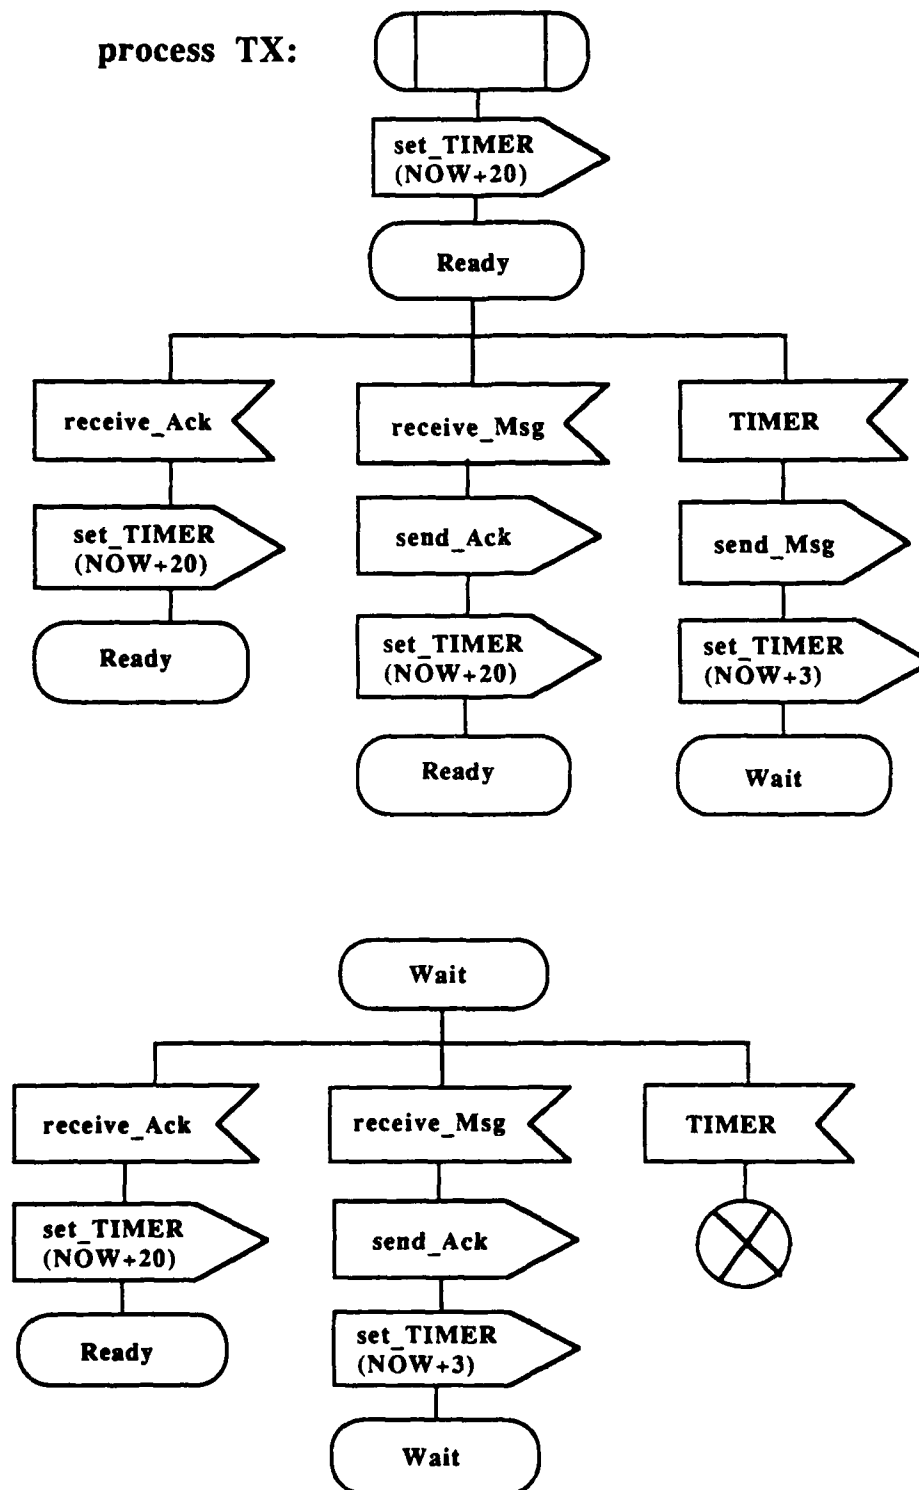 process TX:
set_TIMER
(NOW+20)
Ready
receive_Ack
receive_Msg
TIMER
set_TIMER
(NOW+20)
send_Ack
send_Msg
Ready
set_TIMER
(NOW+20)
set_TIMER
(NOW+3)
Ready
Wait
Wait
receive_Ack
receive_Msg
TIMER
set_TIMER
(NOW+20)
send_Ack
Ready
set_TIMER
(NOW+3)
Wait